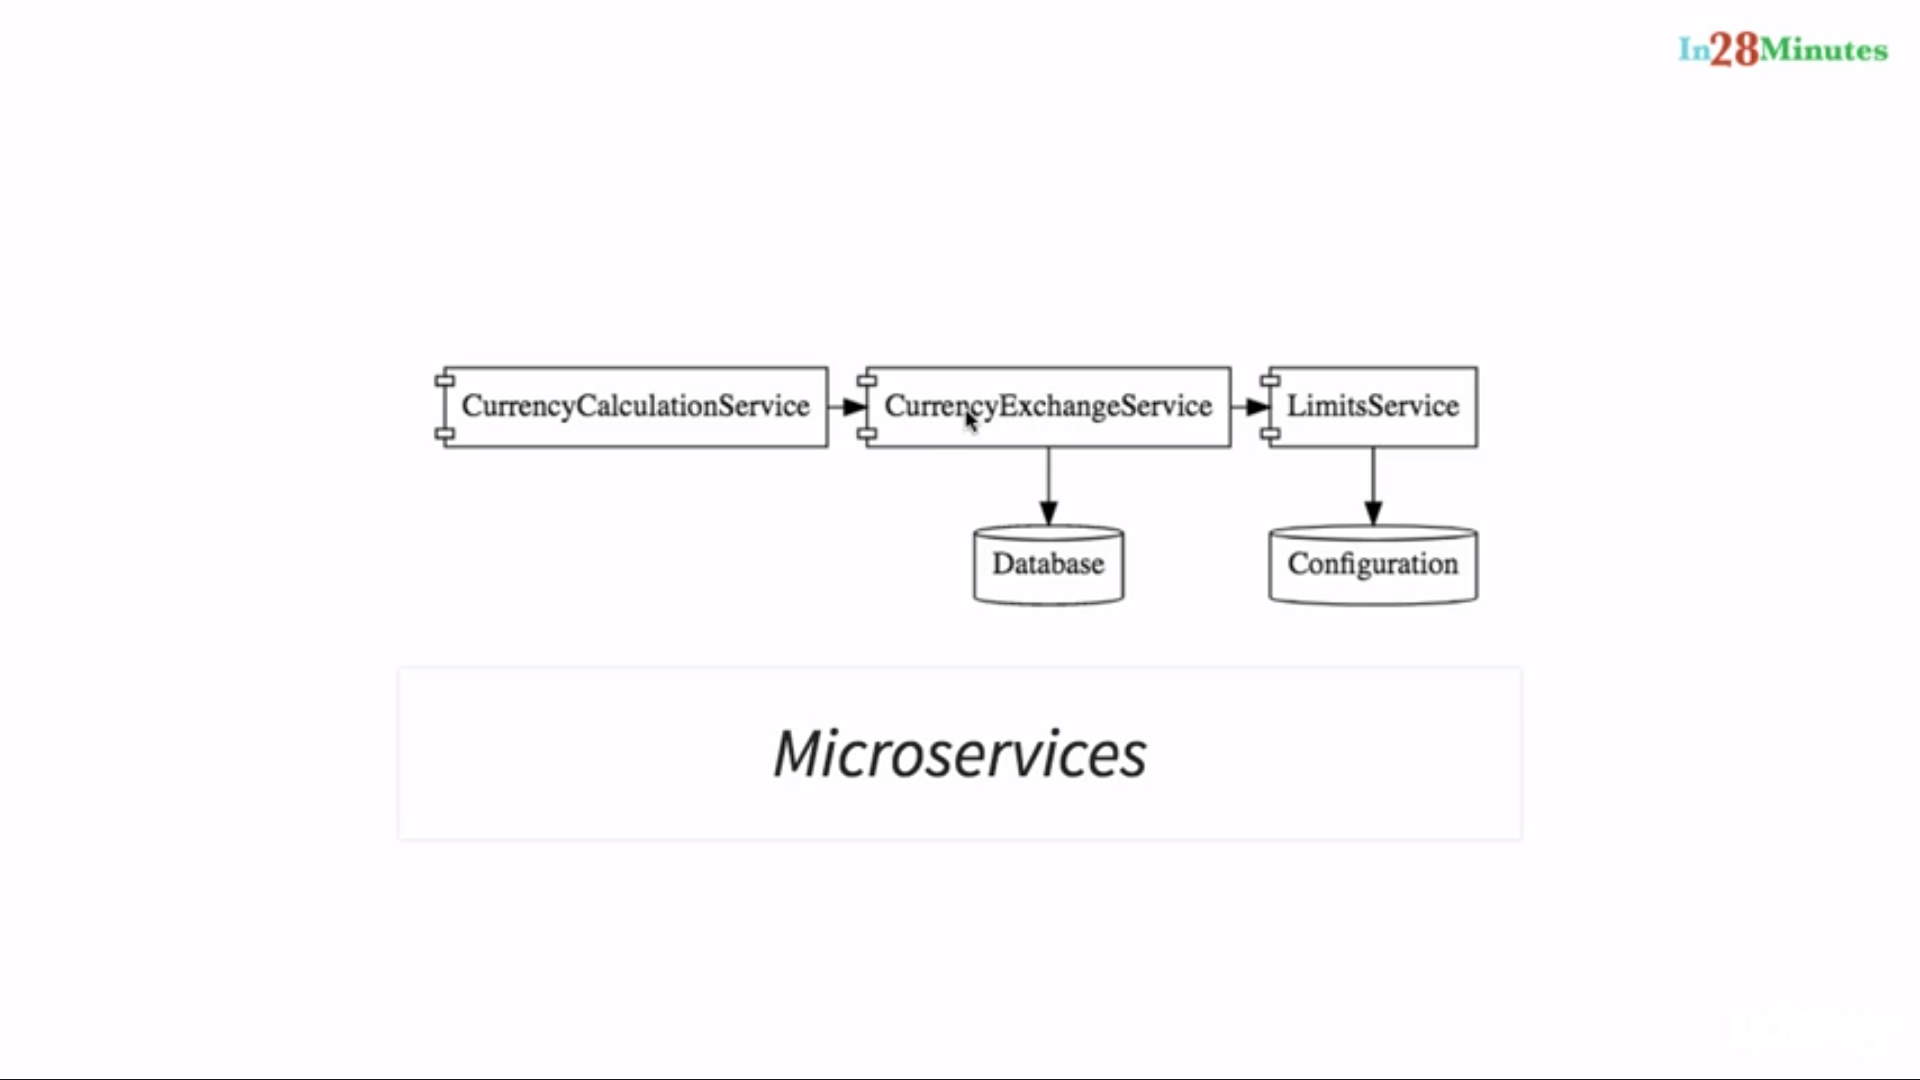 In28Minutes
CurrencyCalculationService CurrencyExchangeService LimitsService
Database Configuration
Microservices